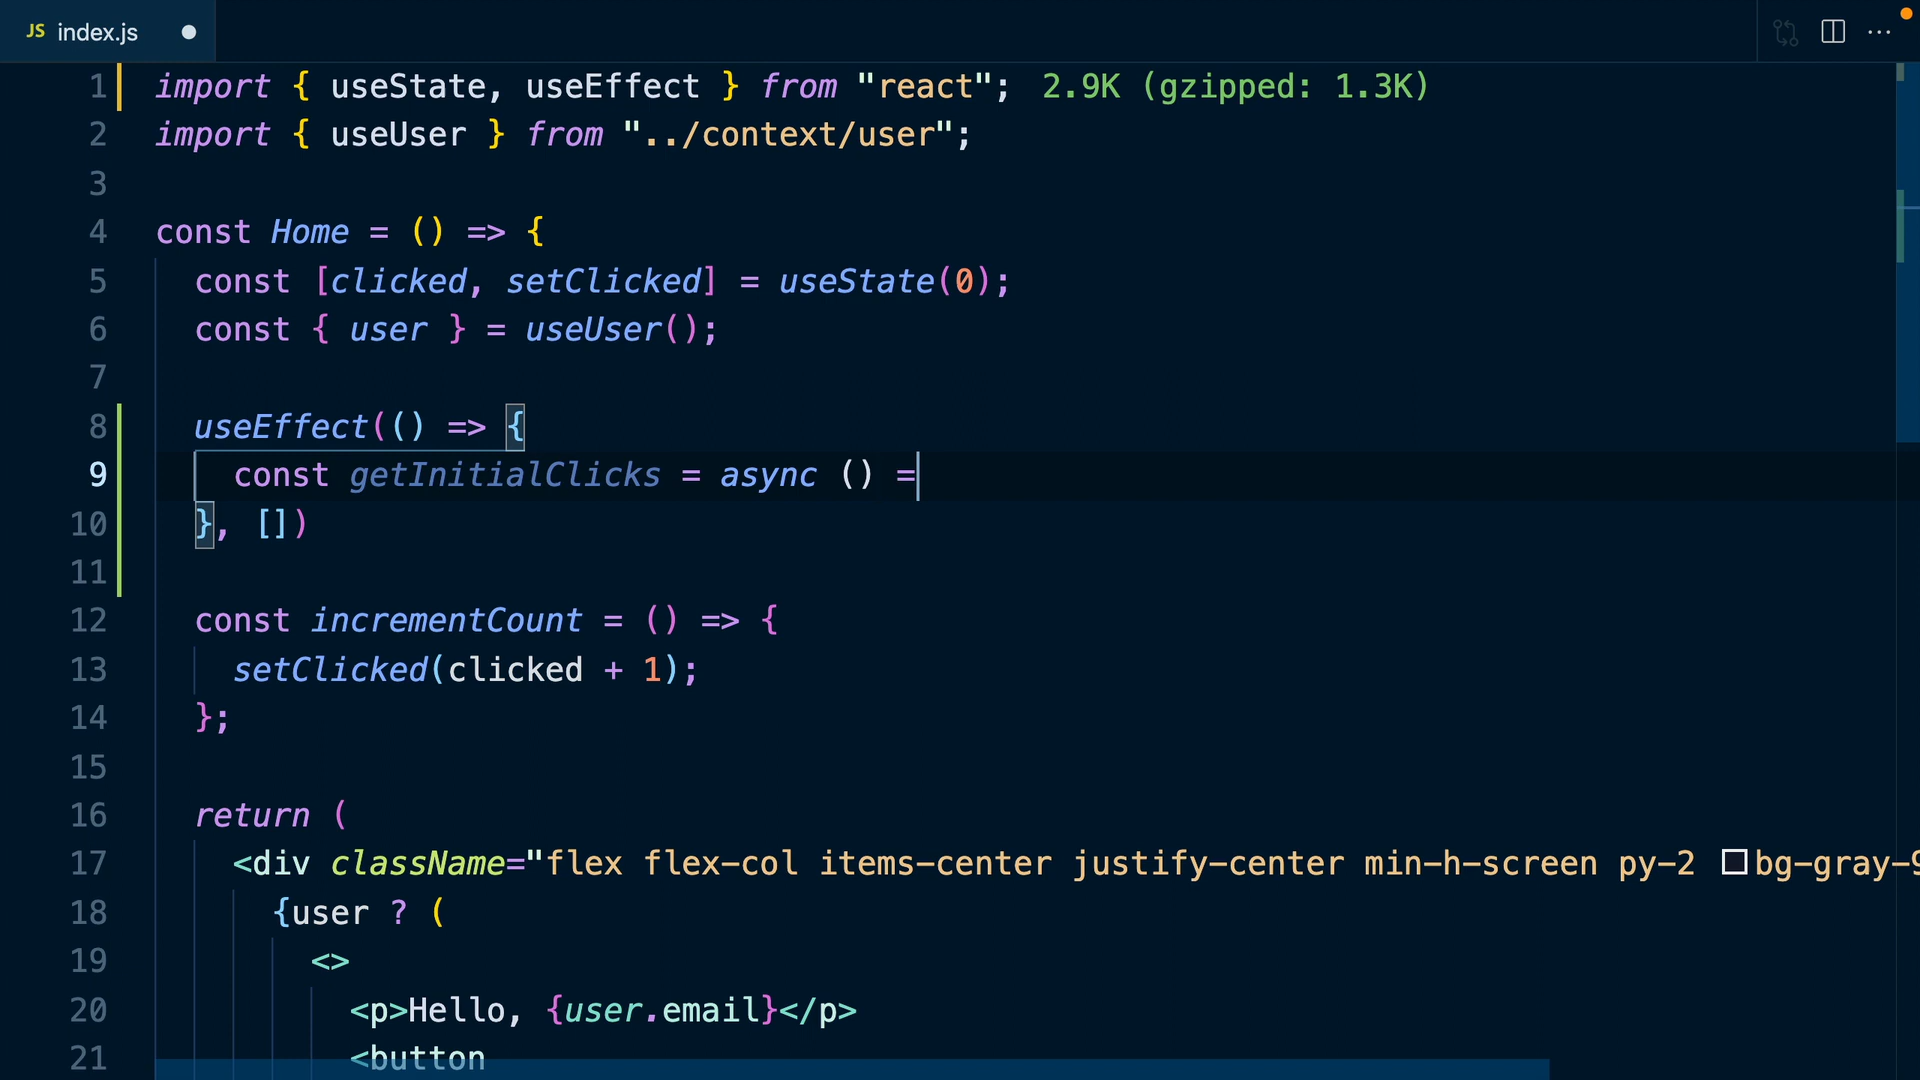 JS index.js
1 import { useState, useEffect } from "react"; 2.9K (gzipped: 1.3K)
2 import { useUser } from "../context/user";
3
4 const Home = () => {
5 const [clicked, setClicked] = useState(0);
6 const { user } = useUser();
7
8 useEffect(() => {
9 const getInitialClicks = async () =
10 }, [])
11
12 const incrementCount = () => {
13 setClicked(clicked + 1);
14 };
15
16 return (
17 <div className="flex flex-col items-center justify-center min-h-screen py-2 bg-gray-9
18 {user ? (
19 <>
20 <p>Hello, {user.email}</p>
21 <button